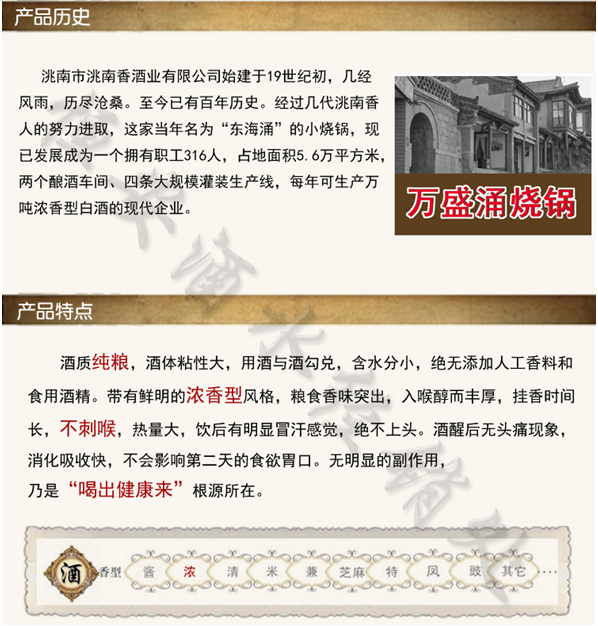 产品历史
洮南市洮南香酒业有限公司始建于19世纪初，几经
风雨，历尽沧桑。至今已有百年历史。经过几代洮南香
人的努力进取，这家当年名为“东海涌”的小烧锅，现
已发展成为一个拥有职工316人，占地面积5.6万平方米，
两个酿酒车间、四条大规模灌装生产线，每年可生产万
吨浓香型白酒的现代企业。
万盛涌烧锅
产品特点
酒质纯粮，酒体粘性大，用酒与酒勾兑，含水分小，绝无添加人工香料和
食用酒精。带有鲜明的浓香型风格，粮食香味突出，入喉醇而丰厚，挂香时间
长，不刺喉，热量大，饮后有明显冒汗感觉，绝不上头。酒醒后无头痛现象，
消化吸收快，不会影响第二天的食欲胃口。无明显的副作用，
乃是“喝出健康来”根源所在。
酒 香型 酱 浓 清 米 兼 芝麻 特 凤 豉 其它 ····